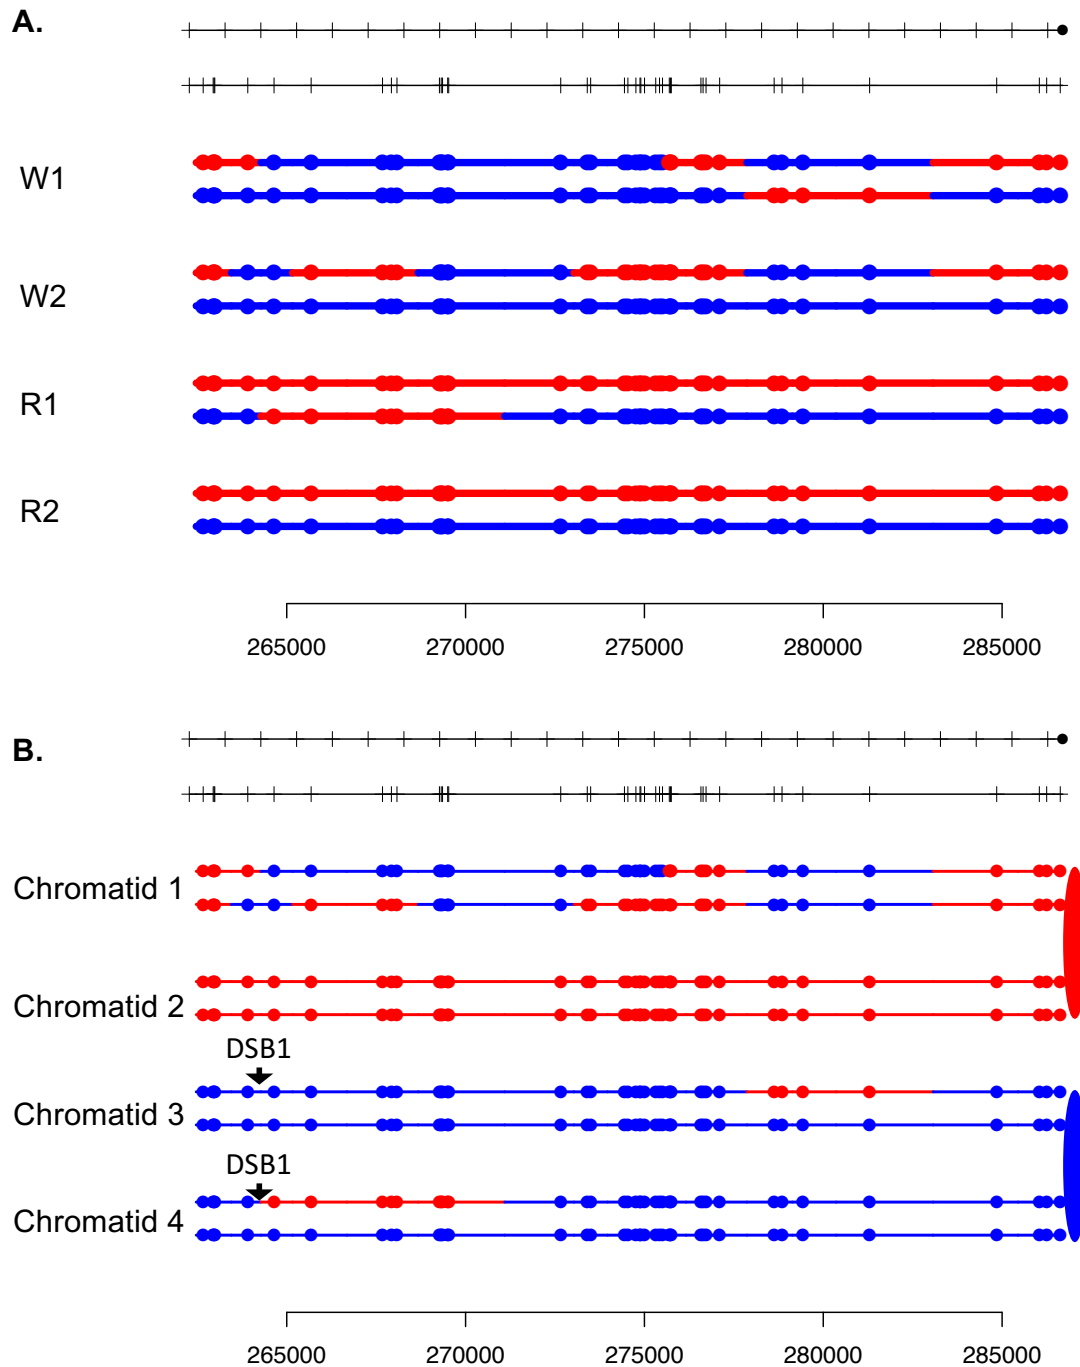 A.
W1
W2
R1
R2
265000 270000 275000 280000 285000
B.
Chromatid 1
Chromatid 2
DSB1
Chromatid 3
DSB1
Chromatid 4
265000 270000 275000 280000 285000